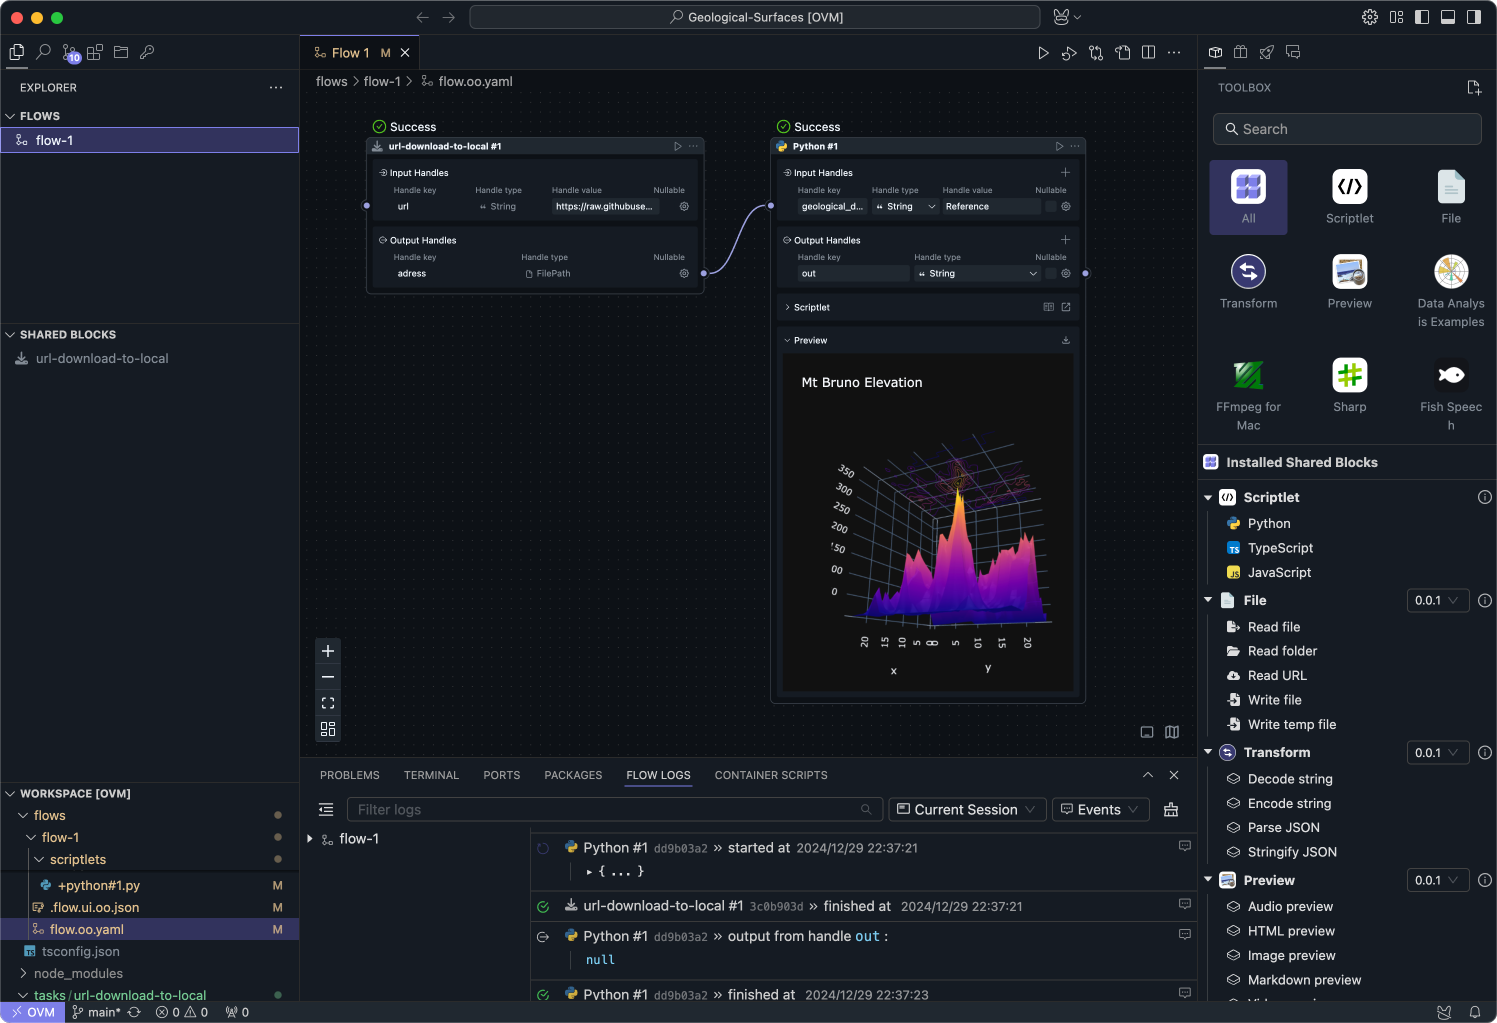 Geological-Surfaces [OVM]
10
EXPLORER
FLOWS
flow-1
SHARED BLOCKS
url-download-to-local
WORKSPACE [OVM]
flows
flow-1
scriptlets
+python#1.py M
.flow.ui.oo.json M
flow.oo.yaml M
TS tsconfig.json
node_modules
tasks/url-download-to-local
OVM main* 0 0 0
Flow 1 M
flows > flow-1 > flow.oo.yaml
Success
url-download-to-local #1
Input Handles
Handle key Handle type Handle value Nullable
url String https://raw.githubuse...
Output Handles
Handle key Handle type Nullable
adress FilePath
Success
Python #1
Input Handles
Handle key Handle type Handle value Nullable
geological_d... String Reference
Output Handles
Handle key Handle type Nullable
out String
Scriptlet
Preview
Mt Bruno Elevation
350
300
250
200
150
00
0
20 15 10 5 0 0 5 10 15 20
x y
PROBLEMS TERMINAL PORTS PACKAGES FLOW LOGS CONTAINER SCRIPTS
Filter logs Current Session Events
flow-1
Python #1 dd9b03a2 » started at 2024/12/29 22:37:21
{ ... }
url-download-to-local #1 3c0b903d » finished at 2024/12/29 22:37:21
Python #1 dd9b03a2 » output from handle out :
null
Python #1 dd9b03a2 » finished at 2024/12/29 22:37:23
TOOLBOX
Search
All Scriptlet File
Transform Preview Data Analys
is Examples
FFmpeg for Sharp Fish Speec
Mac h
Installed Shared Blocks
Scriptlet
Python
TS TypeScript
JS JavaScript
File 0.0.1
Read file
Read folder
Read URL
Write file
Write temp file
Transform 0.0.1
Decode string
Encode string
Parse JSON
Stringify JSON
Preview 0.0.1
Audio preview
HTML preview
Image preview
Markdown preview